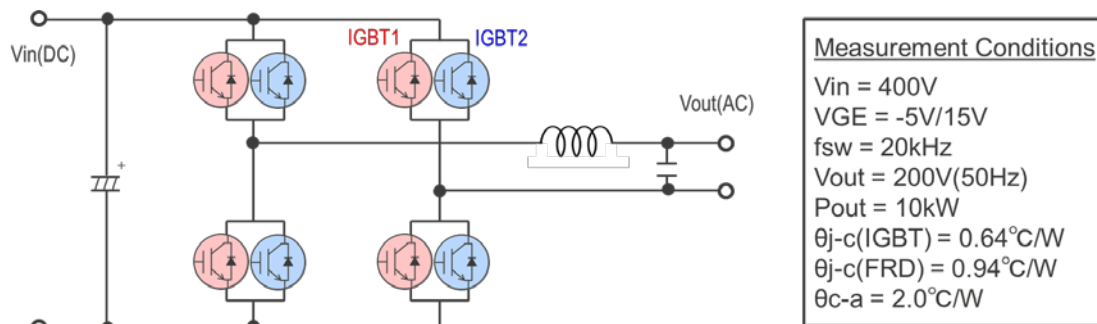 IGBT1
IGBT2
Vin(DC)
Vout(AC)
+
Measurement Conditions
Vin = 400V
VGE = -5V/15V
fsw = 20kHz
Vout = 200V(50Hz)
Pout = 10kW
θj-c(IGBT) = 0.64℃/W
θj-c(FRD) = 0.94℃/W
θc-a = 2.0℃/W